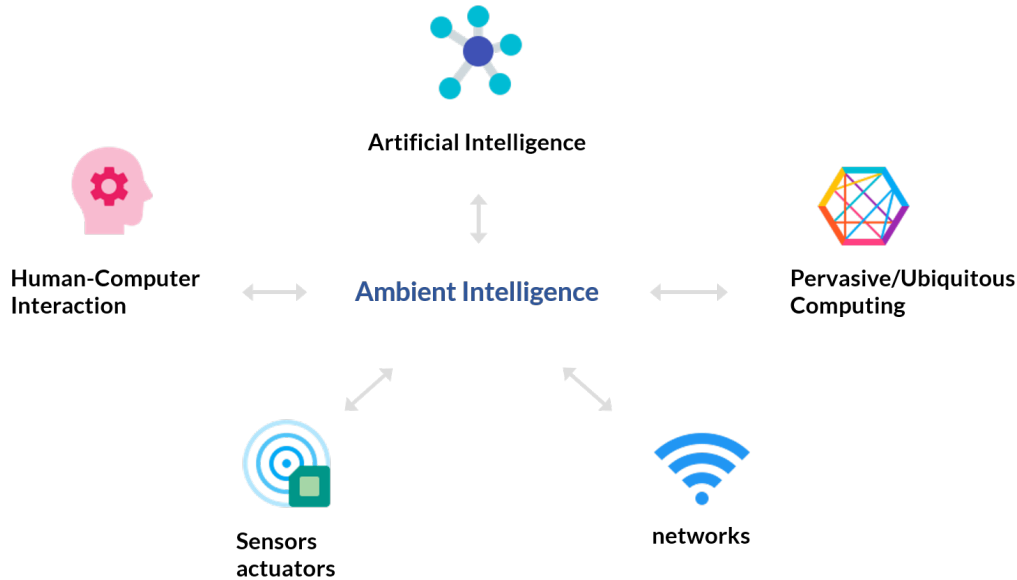 Artificial Intelligence
Human-Computer
Interaction
Ambient Intelligence
Pervasive/Ubiquitous
Computing
Sensors
actuators
networks